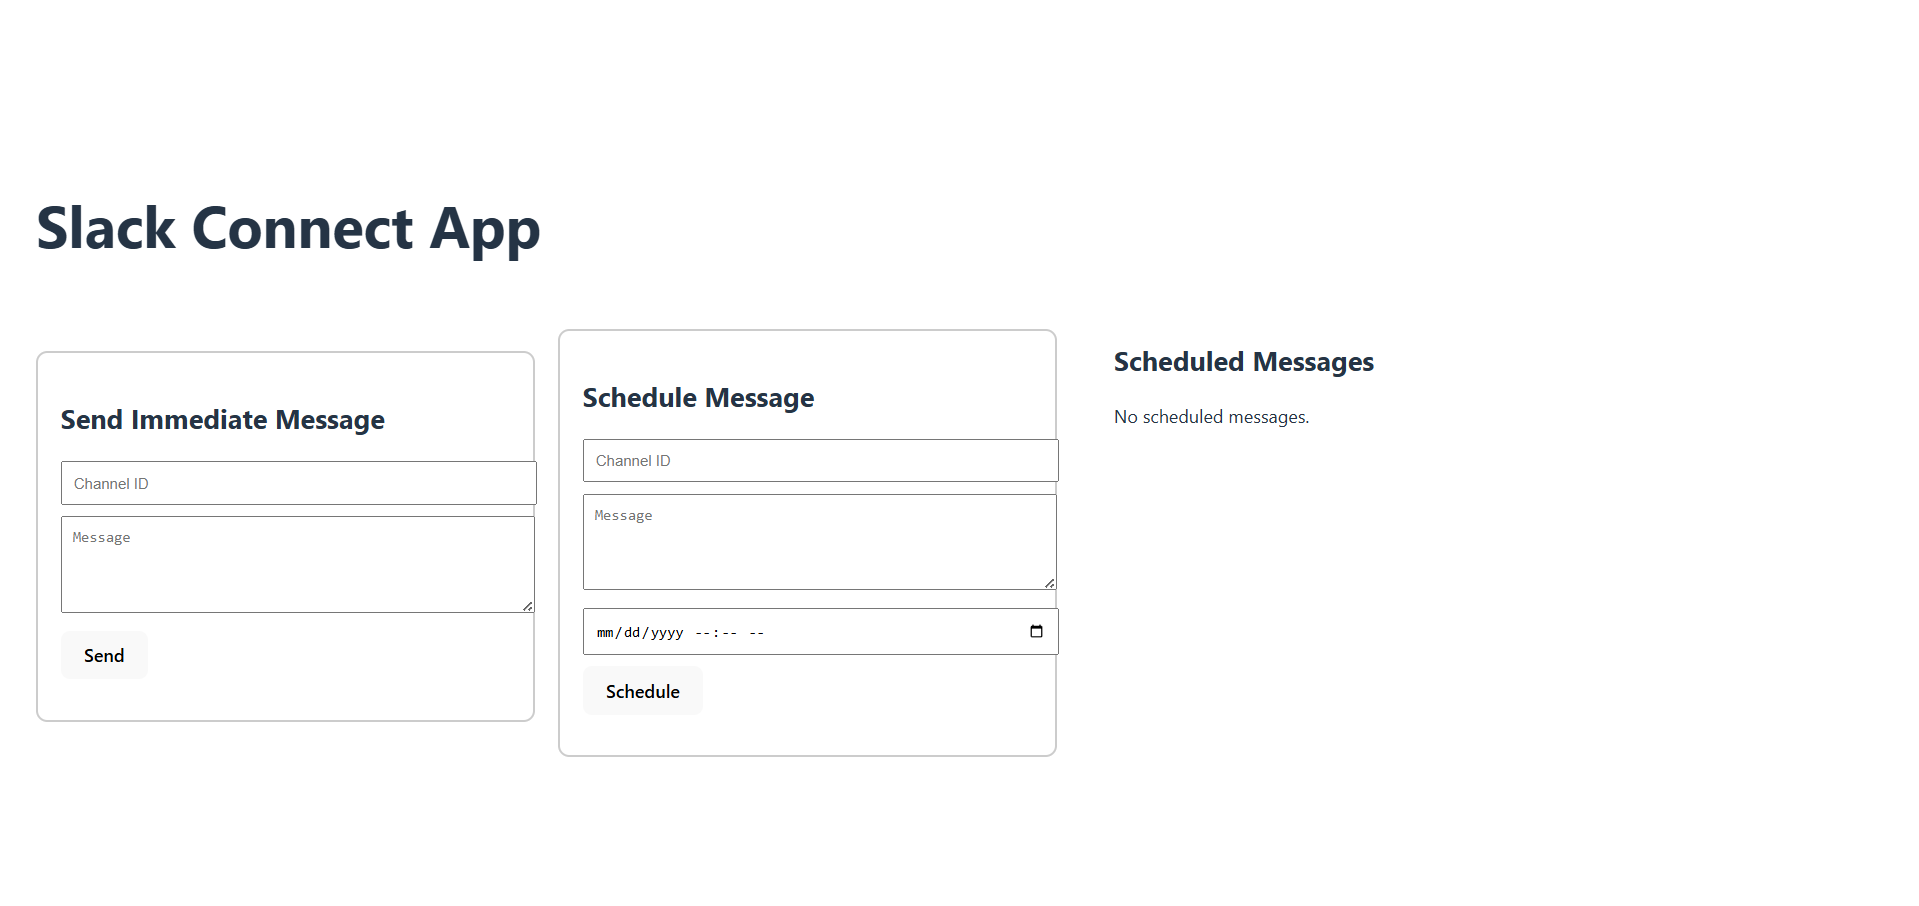 Slack Connect App
Send Immediate Message
Channel ID
Message
Send
Schedule Message
Channel ID
Message
mm/dd/yyyy --:-- --
Schedule
Scheduled Messages
No scheduled messages.